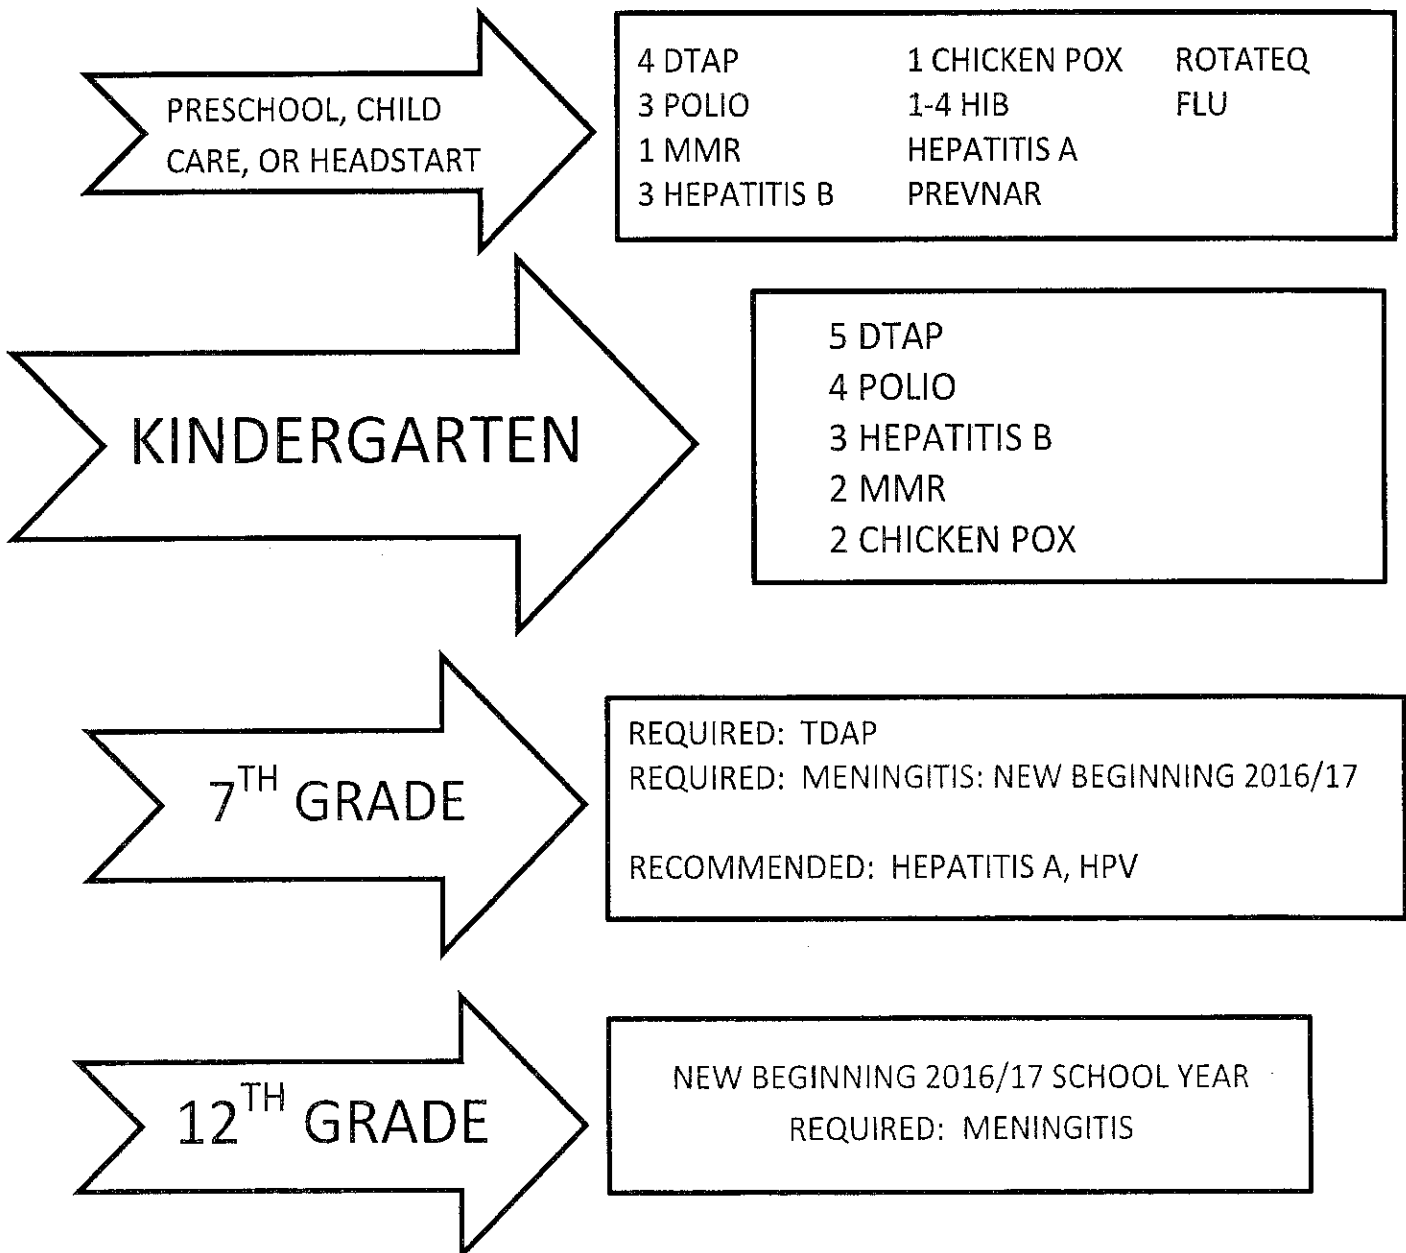 PRESCHOOL, CHILD
CARE, OR HEADSTART
4 DTAP
3 POLIO
1 MMR
3 HEPATITIS B
1 CHICKEN POX
1-4 HIB
HEPATITIS A
PREVNAR
ROTATEQ
FLU
KINDERGARTEN
5 DTAP
4 POLIO
3 HEPATITIS B
2 MMR
2 CHICKEN POX
7TH GRADE
REQUIRED: TDAP
REQUIRED: MENINGITIS: NEW BEGINNING 2016/17
RECOMMENDED: HEPATITIS A, HPV
12TH GRADE
NEW BEGINNING 2016/17 SCHOOL YEAR
REQUIRED: MENINGITIS